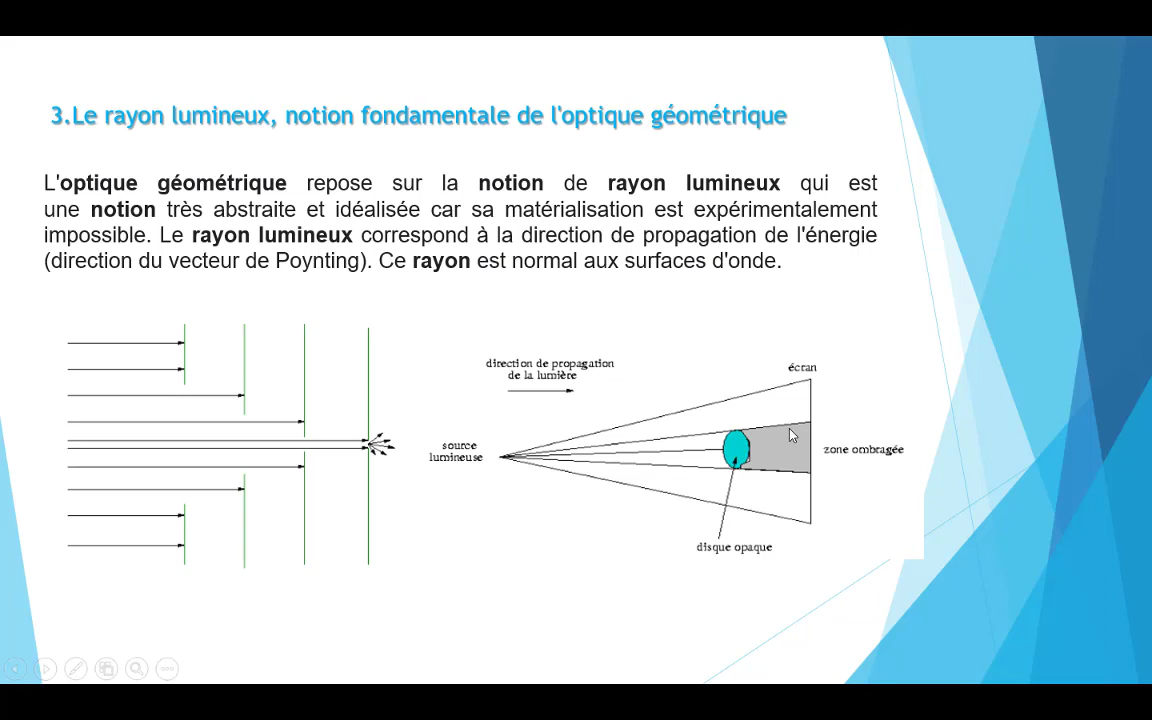 3.Le rayon lumineux, notion fondamentale de l'optique géométrique
L'optique géométrique repose sur la notion de rayon lumineux qui est
une notion très abstraite et idéalisée car sa matérialisation est expérimentalement
impossible. Le rayon lumineux correspond à la direction de propagation de l'énergie
(direction du vecteur de Poynting). Ce rayon est normal aux surfaces d'onde.
direction de propagation
de la lumière
écran
source
lumineuse
zone ombragée
disque opaque